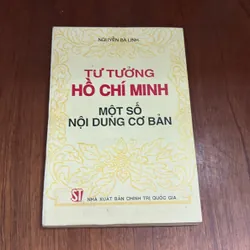 NGUYỄN BÁ LINH
TƯ TƯỞNG
HỒ CHÍ MINH
MỘT SỐ
NỘI DUNG CƠ BẢN
ST
NHÀ XUẤT BẢN CHÍNH TRỊ QUỐC GIA